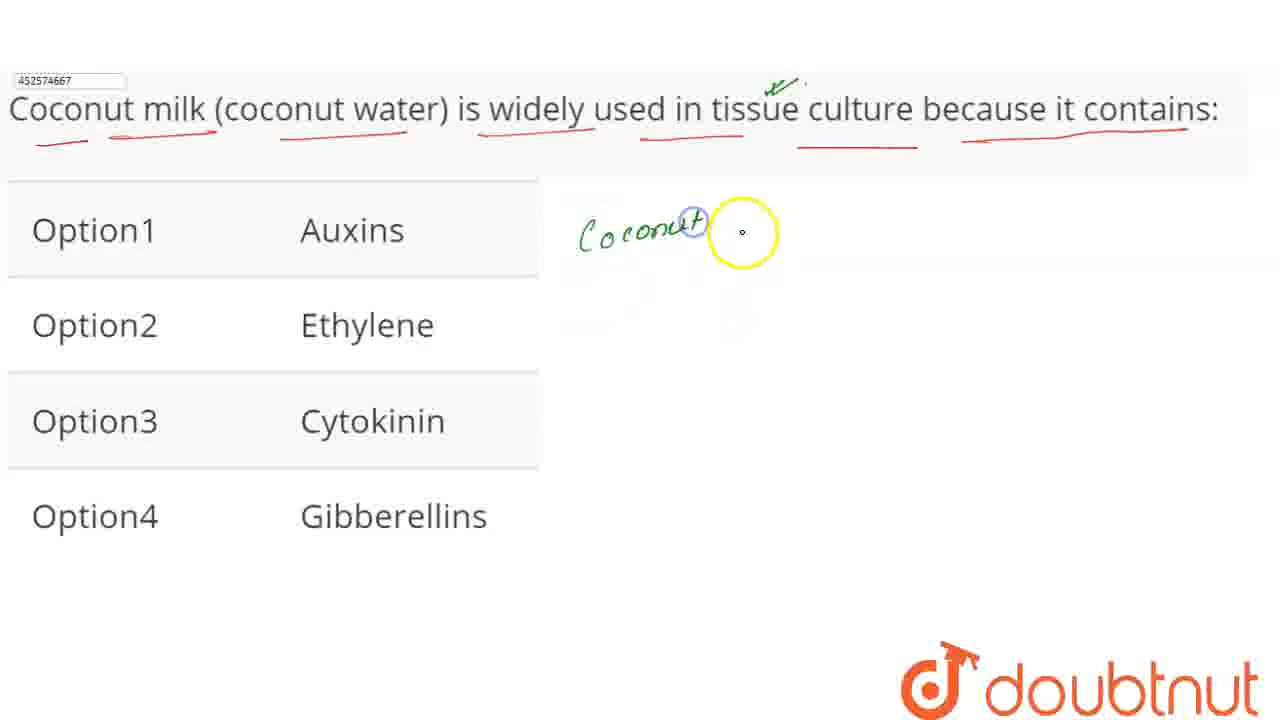 452574667
Coconut milk (coconut water) is widely used in tissue culture because it contains:
Option1 Auxins
Coconut
Option2 Ethylene
Option3 Cytokinin
Option4 Gibberellins
doubtnut